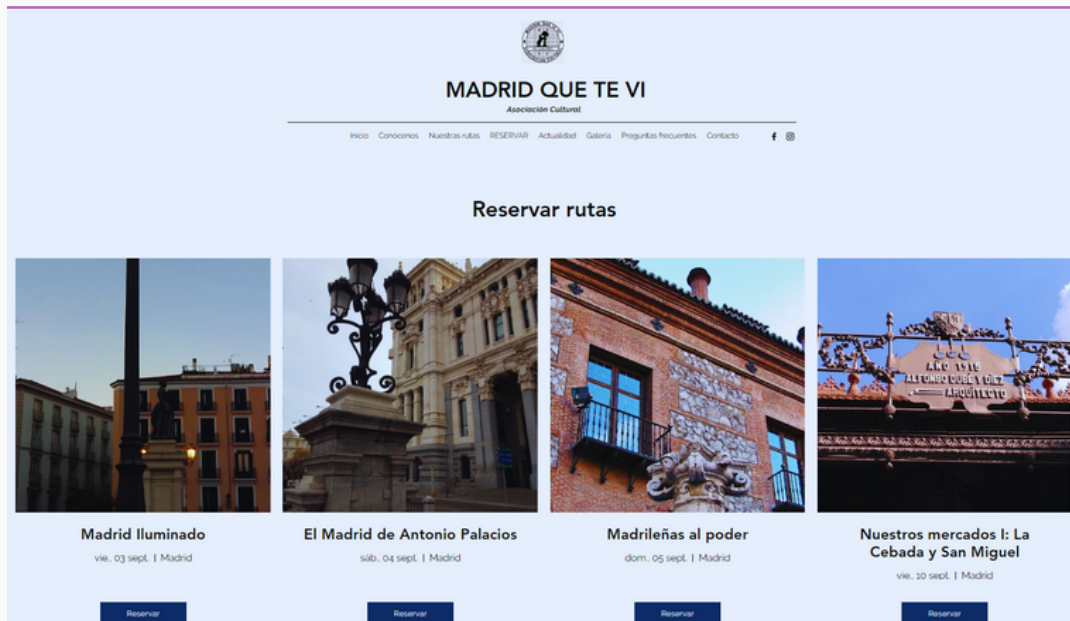 MADRID QUE TE VI
Asociación Cultural
Inicio Conócenos Nuestras rutas RESERVAR Actualidad Galería Preguntas frecuentes Contacto
Reservar rutas
AÑO 1916
ALFONSO DUBÉ Y DÍEZ
ARQUITECTO
Madrid Iluminado
vie., 03 sept. | Madrid
Reservar
El Madrid de Antonio Palacios
sáb., 04 sept. | Madrid
Reservar
Madrileñas al poder
dom., 05 sept. | Madrid
Reservar
Nuestros mercados I: La
Cebada y San Miguel
vie., 10 sept. | Madrid
Reservar